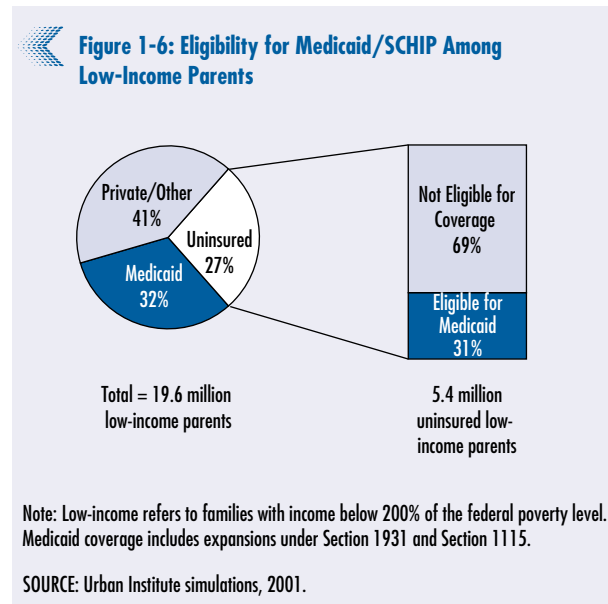 Figure 1-6: Eligibility for Medicaid/SCHIP Among
Low-Income Parents
Private/Other
41%
Uninsured
27%
Medicaid
32%
Not Eligible for
Coverage
69%
Eligible for
Medicaid
31%
Total = 19.6 million
low-income parents
5.4 million
uninsured low-
income parents
Note: Low-income refers to families with income below 200% of the federal poverty level.
Medicaid coverage includes expansions under Section 1931 and Section 1115.
SOURCE: Urban Institute simulations, 2001.